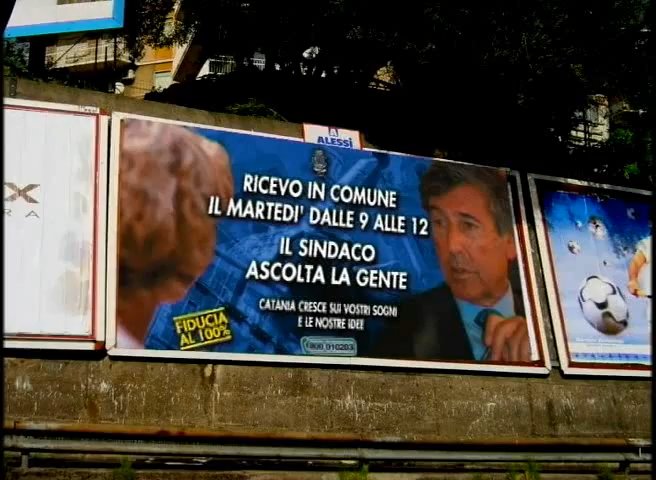 ALESSI
RICEVO IN COMUNE
IL MARTEDI' DALLE 9 ALLE 12
IL SINDACO
ASCOLTA LA GENTE
CATANIA CRESCE SUI VOSTRI SOGNI
E LE NOSTRE IDEE
FIDUCIA
AL 100%